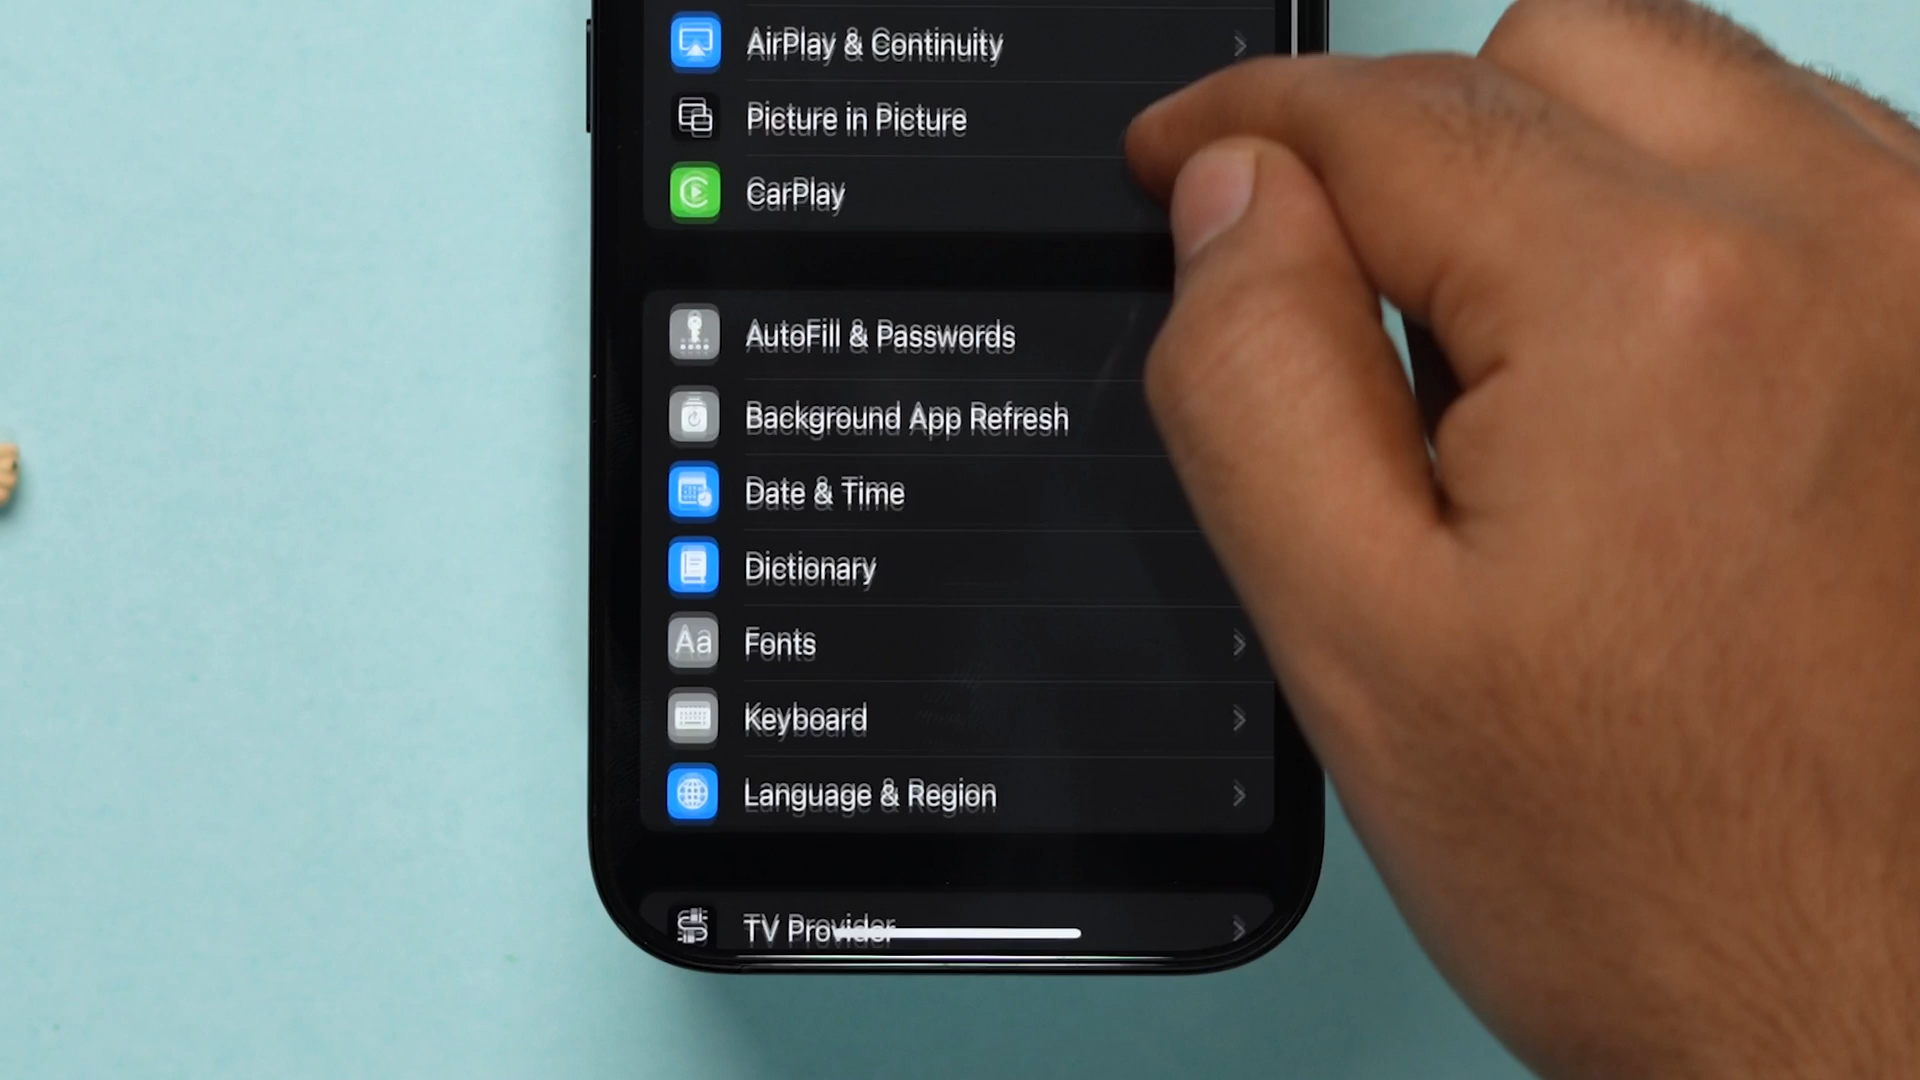 AirPlay & Continuity
Picture in Picture
CarPlay
AutoFill & Passwords
Background App Refresh
Date & Time
Dictionary
Aa Fonts
Keyboard
Language & Region
TV Provider